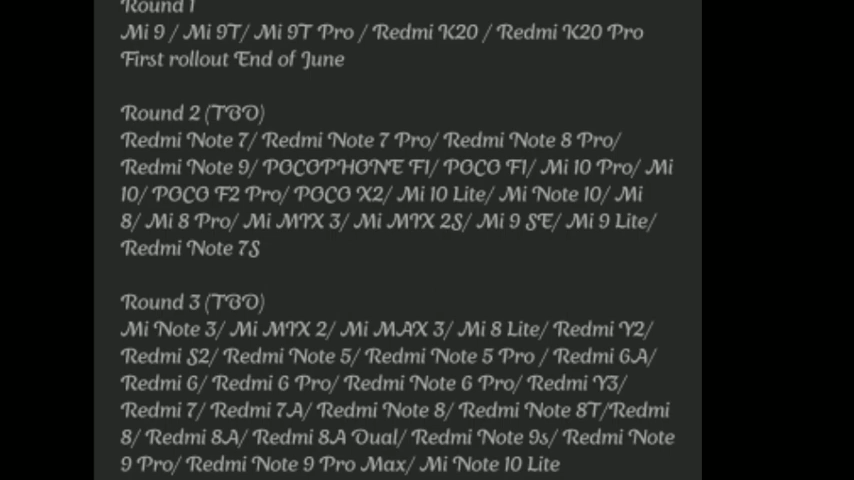 Round 1
Mi 9 / Mi 9T/ Mi 9T Pro / Redmi K20 / Redmi K20 Pro
First rollout End of June
Round 2 (TBD)
Redmi Note 7/ Redmi Note 7 Pro/ Redmi Note 8 Pro/
Redmi Note 9/ POCOPHONE F1/ POCO F1/ Mi 10 Pro/ Mi
10/ POCO F2 Pro/ POCO X2/ Mi 10 Lite/ Mi Note 10/ Mi
8/ Mi 8 Pro/ Mi MIX 3/ Mi MIX 2S/ Mi 9 SE/ Mi 9 Lite/
Redmi Note 7S
Round 3 (TBD)
Mi Note 3/ Mi MIX 2/ Mi MAX 3/ Mi 8 Lite/ Redmi Y2/
Redmi S2/ Redmi Note 5/ Redmi Note 5 Pro / Redmi 6A/
Redmi 6/ Redmi 6 Pro/ Redmi Note 6 Pro/ Redmi Y3/
Redmi 7/ Redmi 7A/ Redmi Note 8/ Redmi Note 8T/Redmi
8/ Redmi 8A/ Redmi 8A Dual/ Redmi Note 9s/ Redmi Note
9 Pro/ Redmi Note 9 Pro Max/ Mi Note 10 Lite